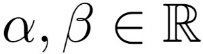 α, β ∈ ℝ